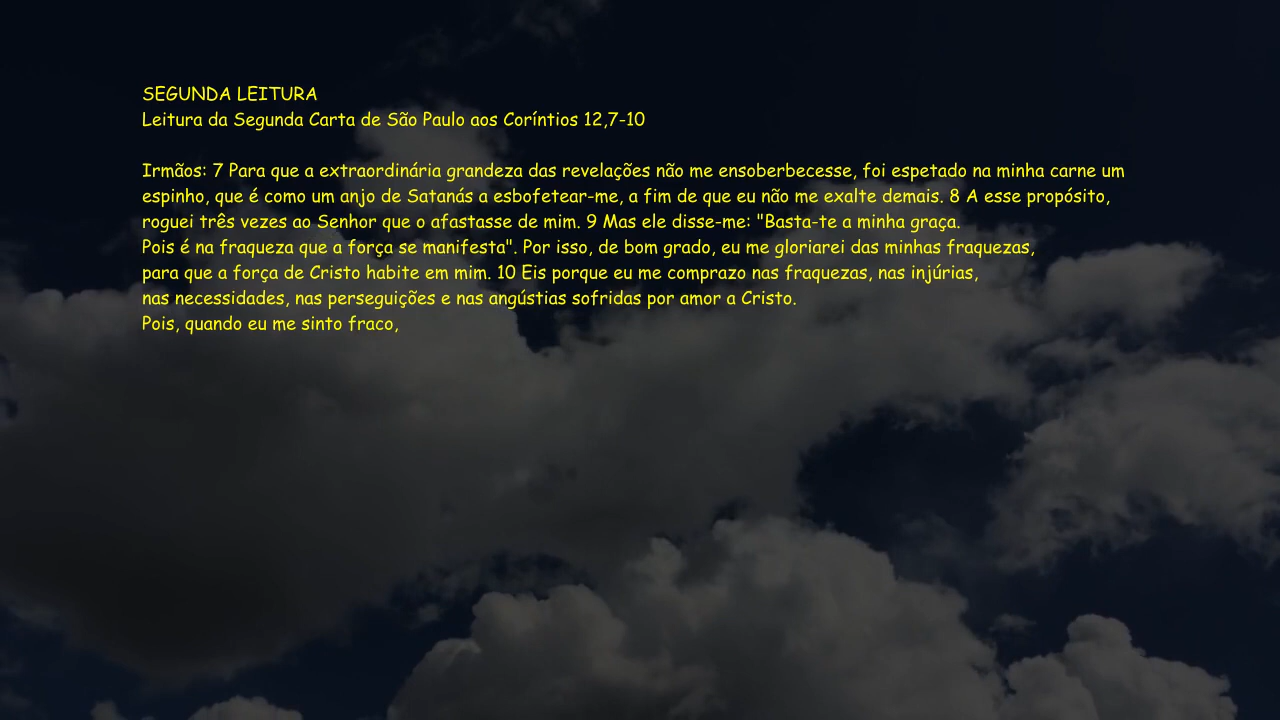 SEGUNDA LEITURA
Leitura da Segunda Carta de São Paulo aos Coríntios 12,7-10
Irmãos: 7 Para que a extraordinária grandeza das revelações não me ensoberbecesse, foi espetado na minha carne um
espinho, que é como um anjo de Satanás a esbofetear-me, a fim de que eu não me exalte demais. 8 A esse propósito,
roguei três vezes ao Senhor que o afastasse de mim. 9 Mas ele disse-me: "Basta-te a minha graça.
Pois é na fraqueza que a força se manifesta". Por isso, de bom grado, eu me gloriarei das minhas fraquezas,
para que a força de Cristo habite em mim. 10 Eis porque eu me comprazo nas fraquezas, nas injúrias,
nas necessidades, nas perseguições e nas angústias sofridas por amor a Cristo.
Pois, quando eu me sinto fraco,